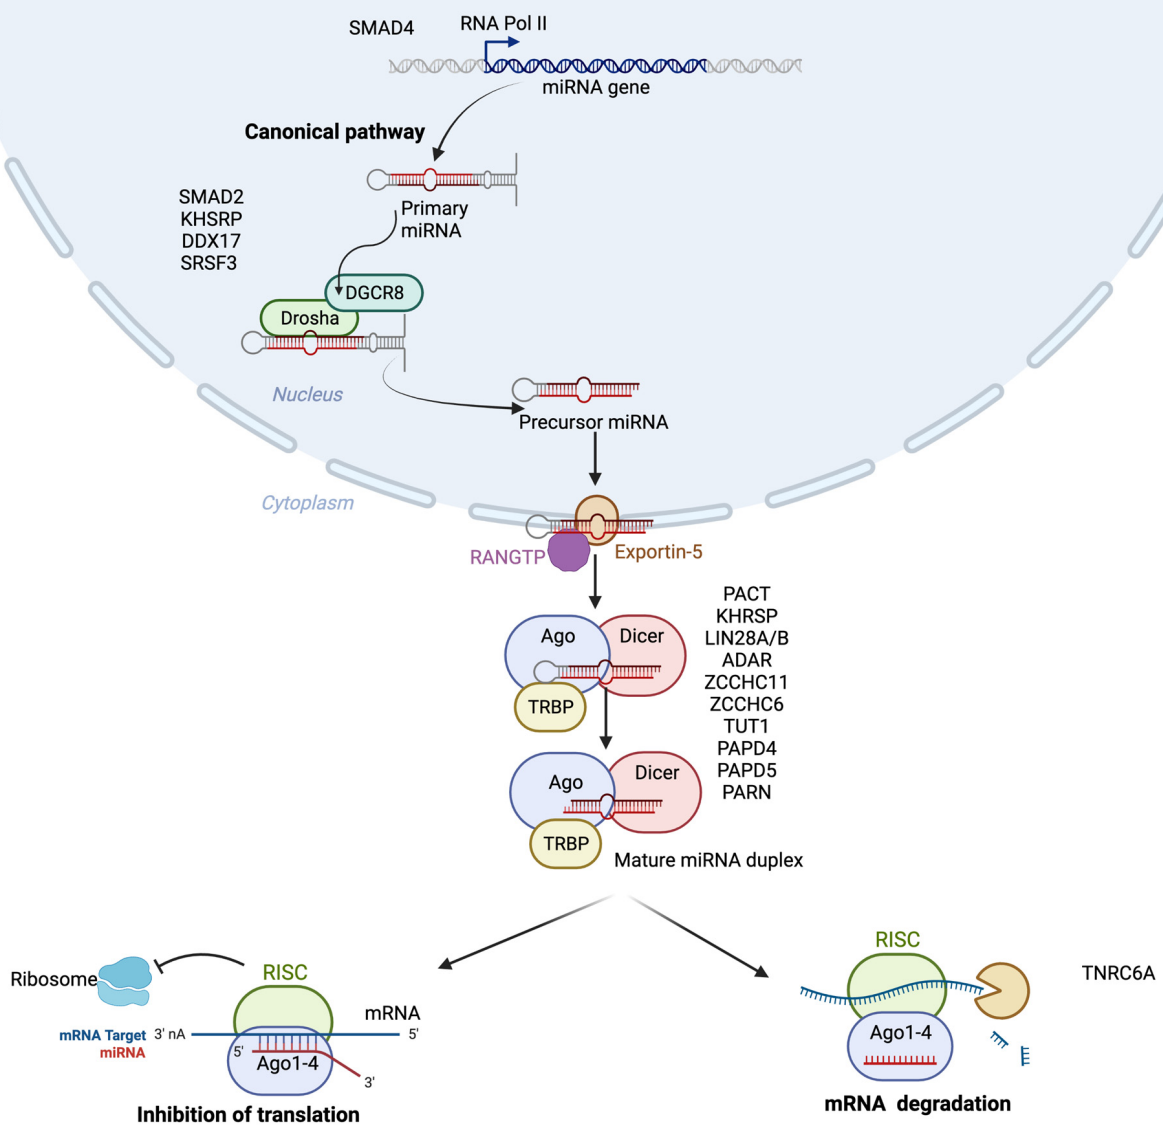 SMAD4
RNA Pol II
miRNA gene
Canonical pathway
SMAD2
KHSRP
DDX17
SRSF3
Primary
miRNA
DGCR8
Drosha
Nucleus
Precursor miRNA
Cytoplasm
RANGTP
Exportin-5
PACT
KHRSP
LIN28A/B
ADAR
ZCCHC11
ZCCHC6
TUT1
PAPD4
PAPD5
PARN
Ago
Dicer
TRBP
Ago
Dicer
TRBP
Mature miRNA duplex
Ribosome
RISC
mRNA
mRNA Target
3' nA
5'
miRNA
5'
Ago1-4
3'
Inhibition of translation
RISC
TNRC6A
Ago1-4
mRNA degradation